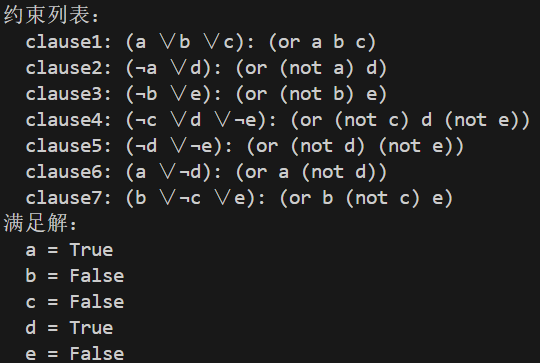 约束列表:
clause1: (a ∨b ∨c): (or a b c)
clause2: (¬a ∨d): (or (not a) d)
clause3: (¬b ∨e): (or (not b) e)
clause4: (¬c ∨d ∨¬e): (or (not c) d (not e))
clause5: (¬d ∨¬e): (or (not d) (not e))
clause6: (a ∨¬d): (or a (not d))
clause7: (b ∨¬c ∨e): (or b (not c) e)
满足解:
a = True
b = False
c = False
d = True
e = False